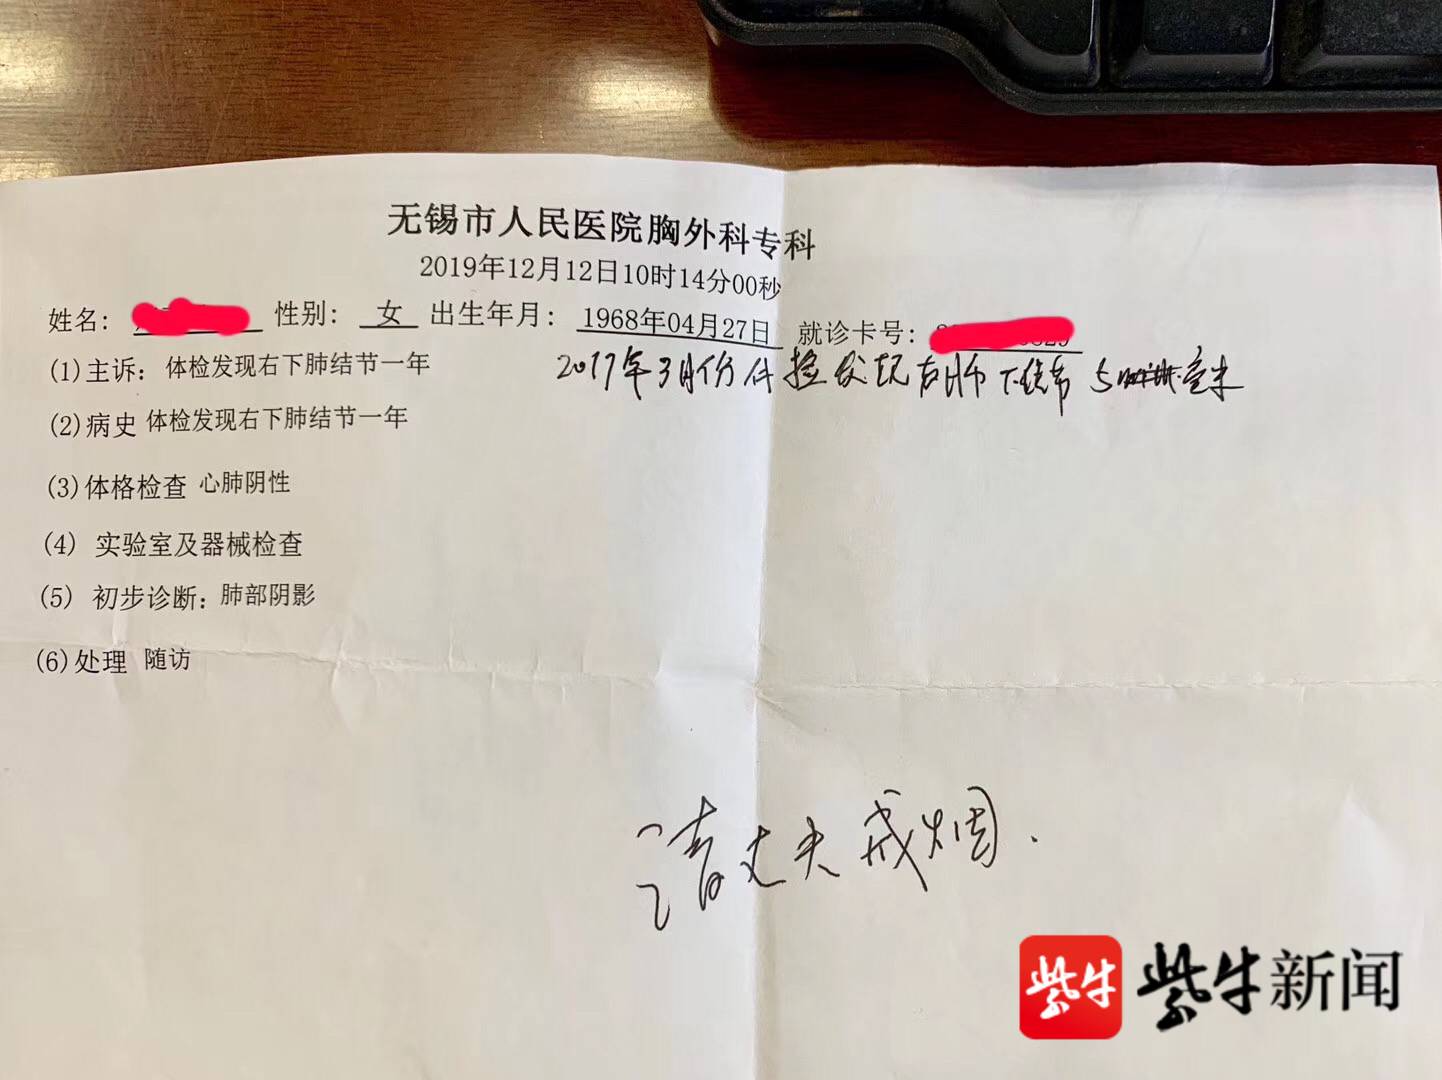 无锡市人民医院胸外科专科
2019年12月12日10时14分00秒
姓名： 性别： 女 出生年月： 1968年04月27日 就诊卡号：
(1)主诉： 体检发现右下肺结节一年
2017年3月份体检发现右肺下结节5毫米
(2)病史 体检发现右下肺结节一年
(3)体格检查 心肺阴性
(4) 实验室及器械检查
(5) 初步诊断：肺部阴影
(6)处理 随访
请丈夫戒烟.
紫牛 紫牛新闻